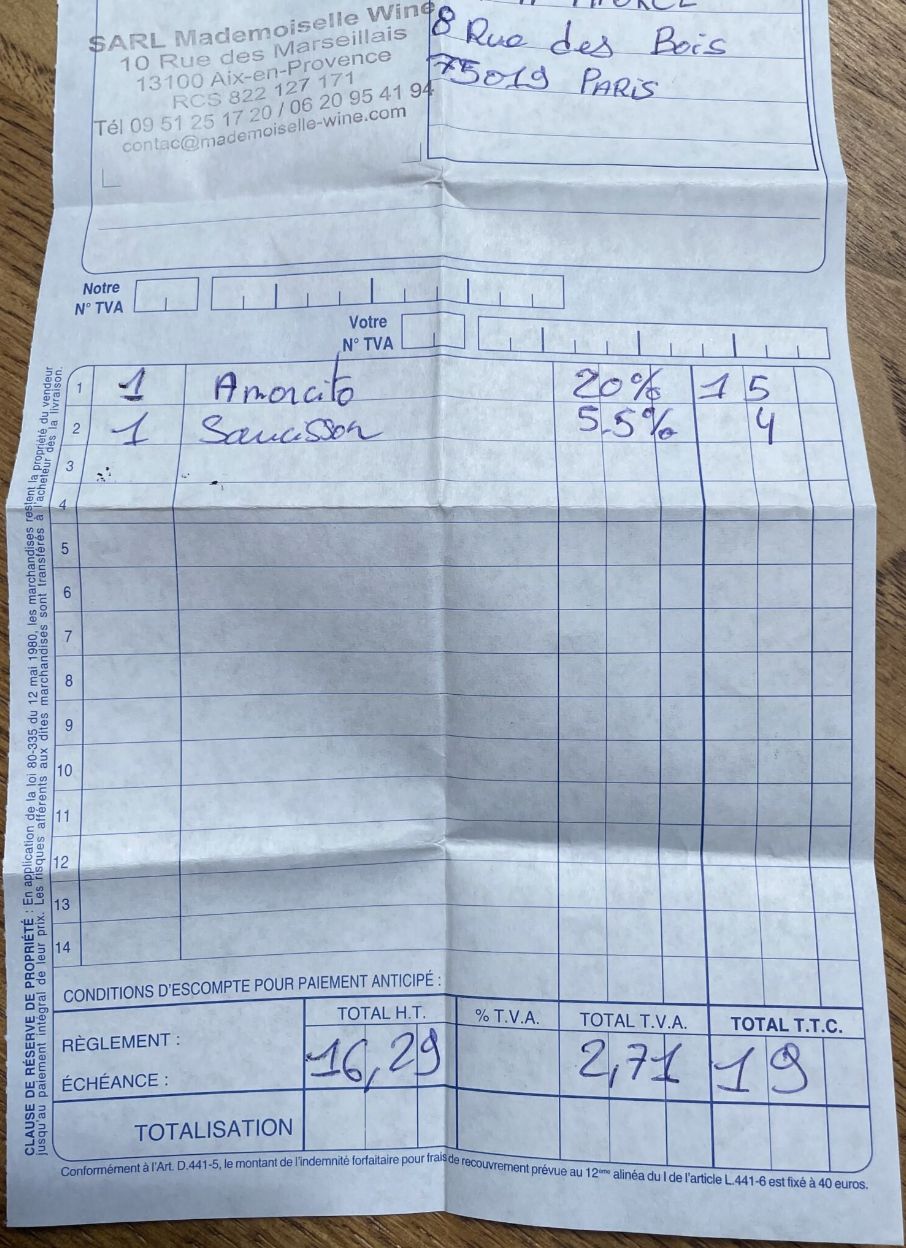 SARL Mademoiselle Wine
10 Rue des Marseillais
13100 Aix-en-Provence
RCS 822 127 171
Tél 09 51 25 17 20 / 06 20 95 41 94
contac@mademoiselle-wine.com
8 Rue des Bois
75019 PARIS
Notre
N° TVA
Votre
N° TVA
1 1 Amorcito 20% 15
2 1 Saucisson 5.5% 4
3
4
5
6
7
8
9
10
11
12
13
14
CONDITIONS D'ESCOMPTE POUR PAIEMENT ANTICIPÉ :
TOTAL H.T. % T.V.A. TOTAL T.V.A. TOTAL T.T.C.
RÈGLEMENT :
16,29 2,71 19
ÉCHÉANCE :
TOTALISATION
Conformément à l'Art. D.441-5, le montant de l'indemnité forfaitaire pour frais de recouvrement prévue au 12ème alinéa du I de l'article L.441-6 est fixé à 40 euros.
CLAUSE DE RÉSERVE DE PROPRIÉTÉ : En application de la loi 80-335 du 12 mai 1980, les marchandises restent la propriété du vendeur
jusqu'au paiement intégral de leur prix. Les risques afférents aux dites marchandises sont transférés à l'acheteur dès la livraison.